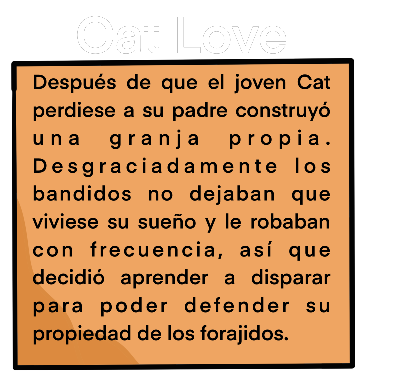 Cat Love
Después de que el joven Cat
perdiese a su padre construyó
una granja propia.
Desgraciadamente los
bandidos no dejaban que
viviese su sueño y le robaban
con frecuencia, así que
decidió aprender a disparar
para poder defender su
propiedad de los forajidos.